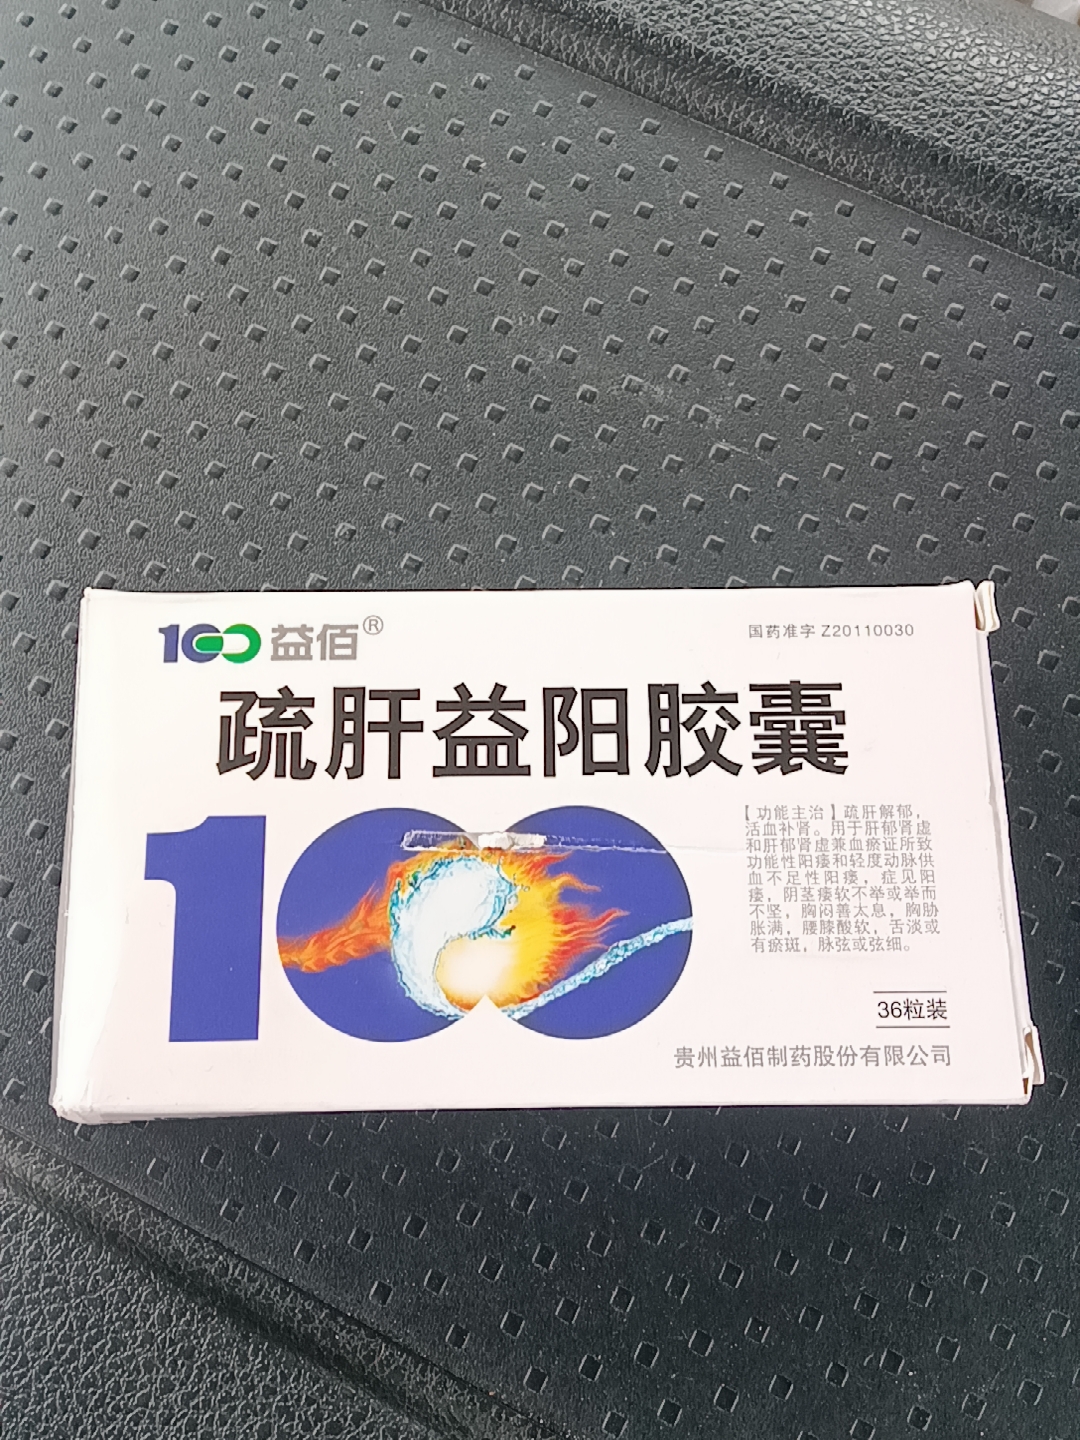 100 益佰®
国药准字 Z20110030
疏肝益阳胶囊
100
【功能主治】疏肝解郁，
活血补肾。用于肝郁肾虚
和肝郁肾虚兼血瘀证所致
功能性阳痿和轻度动脉供
血不足性阳痿，症见阳
痿，阴茎痿软不举或举而
不坚，胸闷善太息，胸胁
胀满，腰膝酸软，舌淡或
有瘀斑，脉弦或弦细。
36粒装
贵州益佰制药股份有限公司